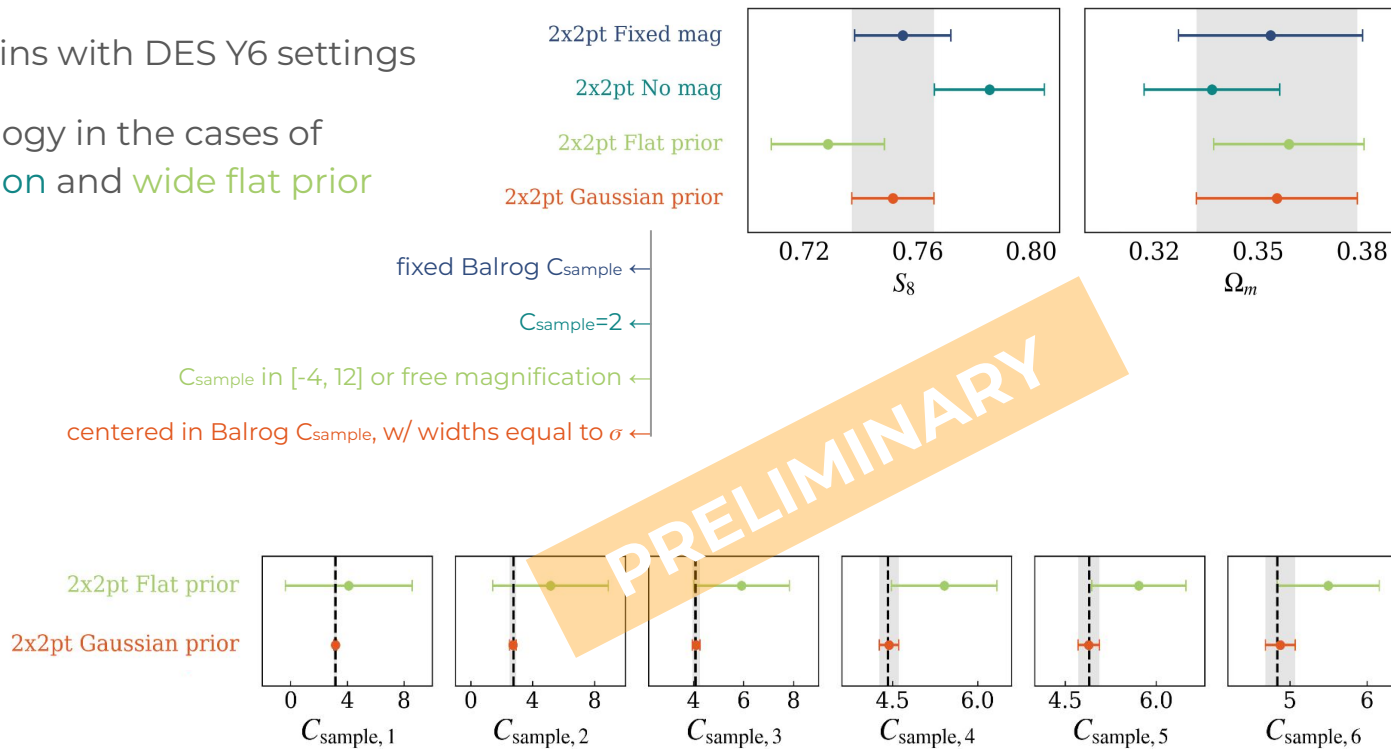 ins with DES Y6 settings
ogy in the cases of
on and wide flat prior
2x2pt Fixed mag
2x2pt No mag
2x2pt Flat prior
2x2pt Gaussian prior
0.72 0.76 0.80
S₈
0.32 0.35 0.38
Ωₘ
fixed Balrog Csample ←
Csample=2 ←
Csample in [-4, 12] or free magnification ←
centered in Balrog Csample, w/ widths equal to σ ←
PRELIMINARY
2x2pt Flat prior
2x2pt Gaussian prior
0 4 8
0 4 8
4 6 8
4.5 6.0
4.5 6.0
5 6
Csample, 1
Csample, 2
Csample, 3
Csample, 4
Csample, 5
Csample, 6